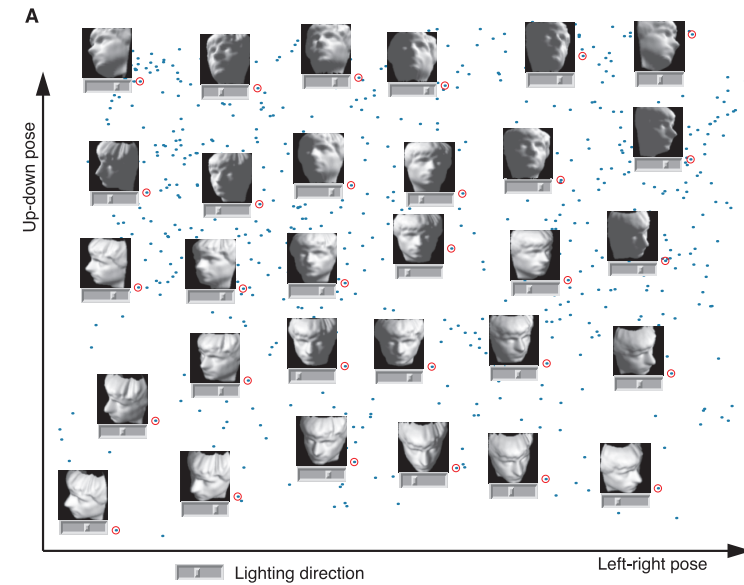 A
Up-down pose
Left-right pose
Lighting direction